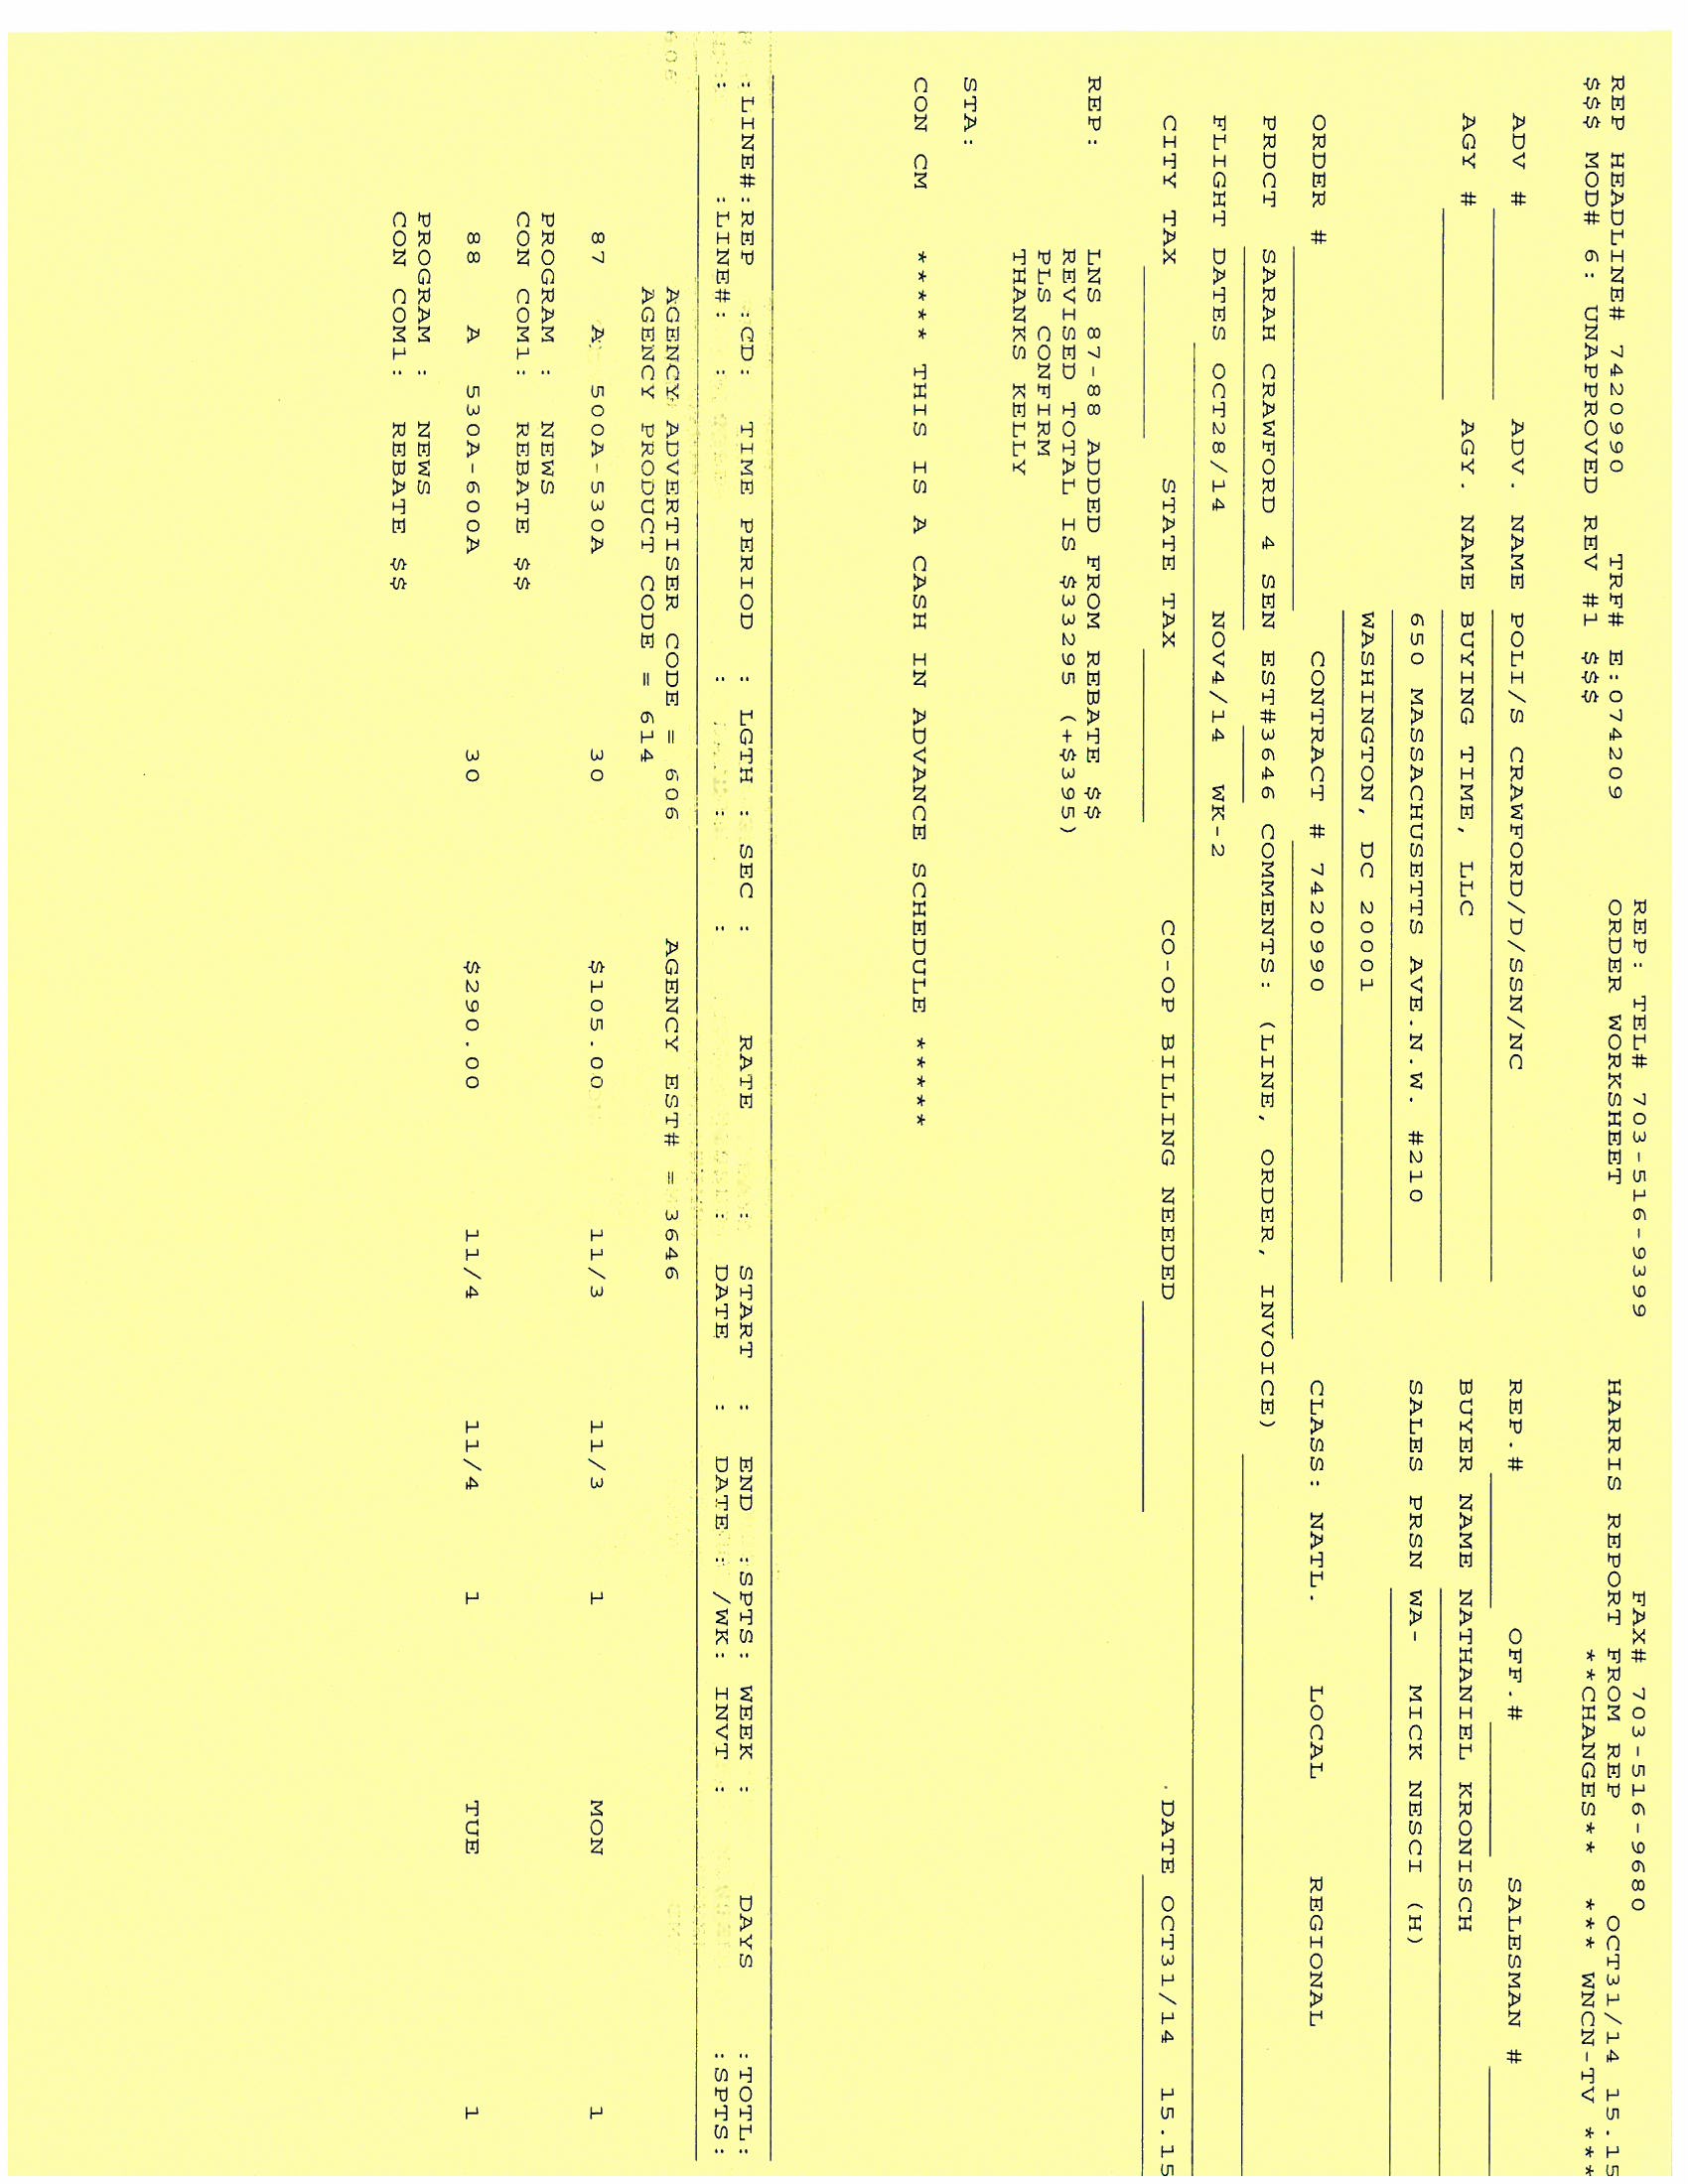 REP: TEL# 703-516-9399 FAX# 703-516-9680
REP HEADLINE# 7420990 TRF# E:074209 ORDER WORKSHEET HARRIS REPORT FROM REP OCT31/14 15.15
$$$ MOD# 6: UNAPPROVED REV #1 $$$ **CHANGES** *** WNCN-TV ***
ADV # ADV. NAME POLI/S CRAWFORD/D/SSN/NC REP.# OFF.# SALESMAN #
AGY # AGY. NAME BUYING TIME, LLC BUYER NAME NATHANIEL KRONISCH
650 MASSACHUSETTS AVE.N.W. #210 SALES PRSN WA- MICK NESCI (H)
WASHINGTON, DC 20001
ORDER # CONTRACT # 7420990 CLASS: NATL. LOCAL REGIONAL
PRDCT SARAH CRAWFORD 4 SEN EST#3646 COMMENTS: (LINE, ORDER, INVOICE)
FLIGHT DATES OCT28/14 NOV4/14 WK-2
CITY TAX STATE TAX CO-OP BILLING NEEDED DATE OCT31/14 15.15
REP: LNS 87-88 ADDED FROM REBATE $$
REVISED TOTAL IS $33295 (+$395)
PLS CONFIRM
THANKS KELLY
STA:
CON CM ***** THIS IS A CASH IN ADVANCE SCHEDULE *****
:LINE#:REP :CD: TIME PERIOD : LGTH : SEC : RATE : START : END :SPTS: WEEK : DAYS :TOTL:
: :LINE#: : : : : : DATE : DATE : /WK: INVT : :SPTS:
AGENCY ADVERTISER CODE = 606 AGENCY EST# = 3646
AGENCY PRODUCT CODE = 614
87 A 500A-530A 30 $105.00 11/3 11/3 1 MON 1
PROGRAM : NEWS
CON COM1: REBATE $$
88 A 530A-600A 30 $290.00 11/4 11/4 1 TUE 1
PROGRAM : NEWS
CON COM1: REBATE $$